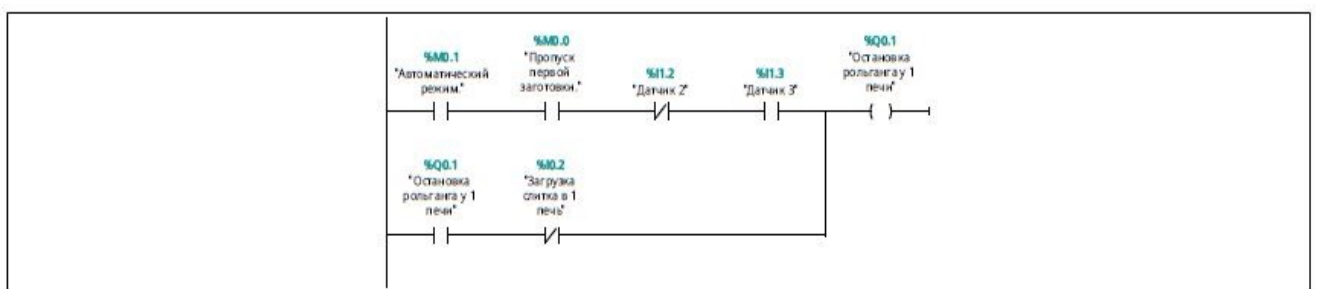 %M0.1
"Автоматический
режим."
%M0.0
"Пропуск
первой
заготовки."
%I1.2
"Датчик 2"
%I1.3
"Датчик 3"
%Q0.1
"Остановка
рольганга у 1
печи"
%Q0.1
"Остановка
рольганга у 1
печи"
%I0.2
"Загрузка
слитка в 1
печь"